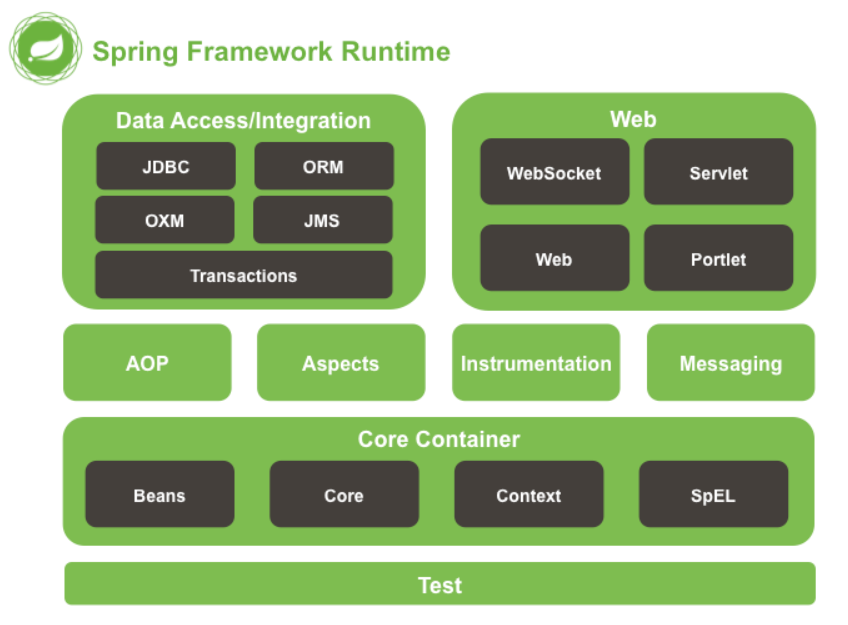 Spring Framework Runtime
Data Access/Integration
JDBC
ORM
OXM
JMS
Transactions
Web
WebSocket
Servlet
Web
Portlet
AOP
Aspects
Instrumentation
Messaging
Core Container
Beans
Core
Context
SpEL
Test